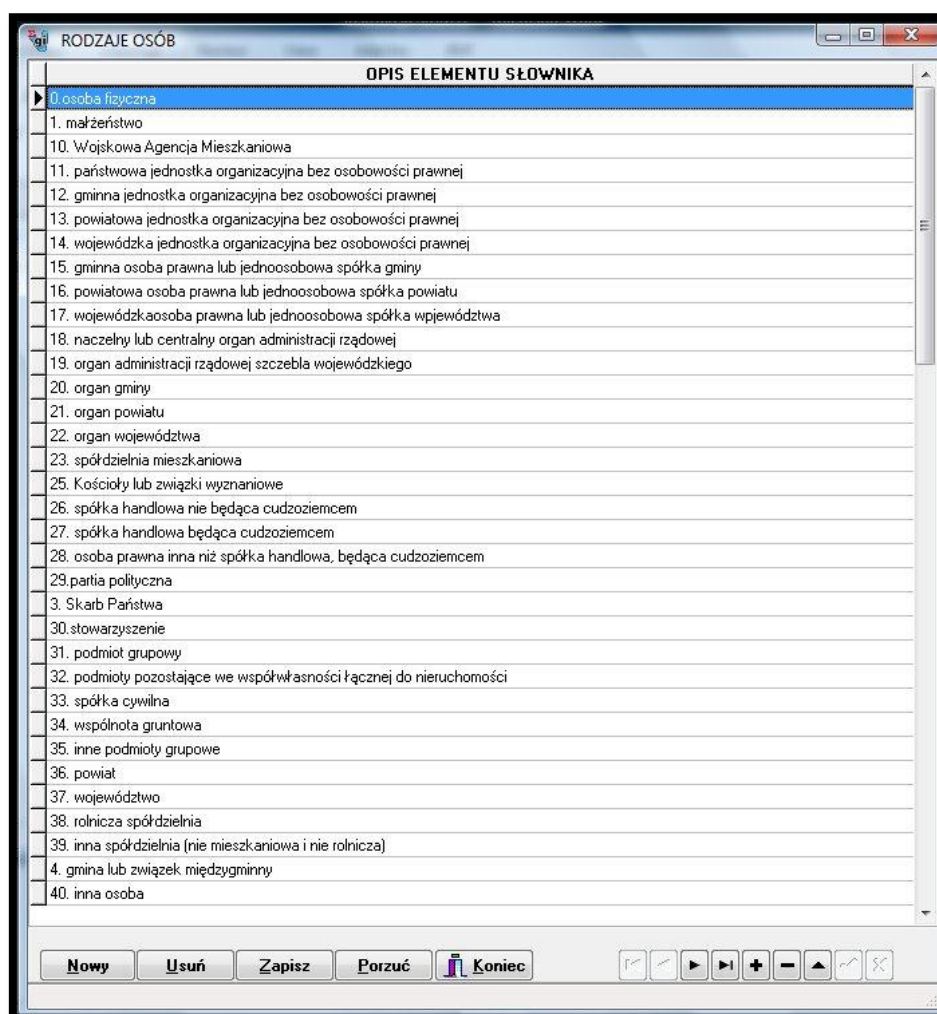 gi RODZAJE OSÓB
OPIS ELEMENTU SŁOWNIKA
0.osoba fizyczna
1. małżeństwo
10. Wojskowa Agencja Mieszkaniowa
11. państwowa jednostka organizacyjna bez osobowości prawnej
12. gminna jednostka organizacyjna bez osobowości prawnej
13. powiatowa jednostka organizacyjna bez osobowości prawnej
14. wojewódzka jednostka organizacyjna bez osobowości prawnej
15. gminna osoba prawna lub jednoosobowa spółka gminy
16. powiatowa osoba prawna lub jednoosobowa spółka powiatu
17. wojewódzkaosoba prawna lub jednoosobowa spółka wpjewództwa
18. naczelny lub centralny organ administracji rządowej
19. organ administracji rządowej szczebla wojewódzkiego
20. organ gminy
21. organ powiatu
22. organ województwa
23. spółdzielnia mieszkaniowa
25. Kościoły lub związki wyznaniowe
26. spółka handlowa nie będąca cudzoziemcem
27. spółka handlowa będąca cudzoziemcem
28. osoba prawna inna niż spółka handlowa, będąca cudzoziemcem
29.partia polityczna
3. Skarb Państwa
30.stowarzyszenie
31. podmiot grupowy
32. podmioty pozostające we współwłasności łącznej do nieruchomości
33. spółka cywilna
34. wspólnota gruntowa
35. inne podmioty grupowe
36. powiat
37. województwo
38. rolnicza spółdzielnia
39. inna spółdzielnia (nie mieszkaniowa i nie rolnicza)
4. gmina lub związek międzygminny
40. inna osoba
Nowy Usuń Zapisz Porzuć Koniec